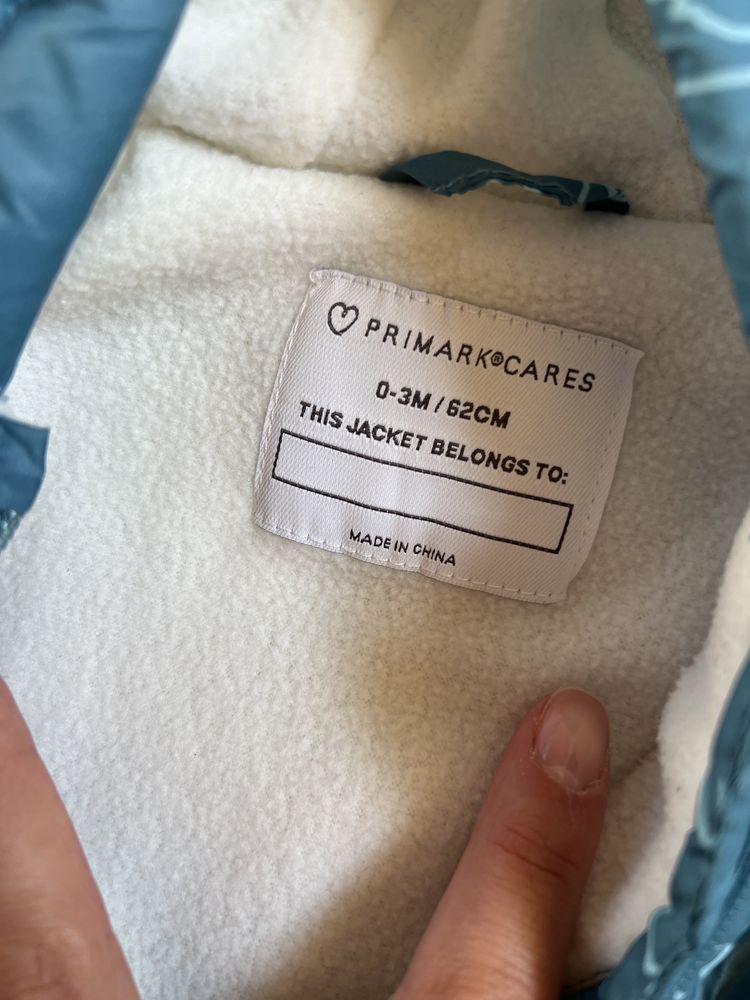 PRIMARK®CARES
0-3M / 62CM
THIS JACKET BELONGS TO:
MADE IN CHINA